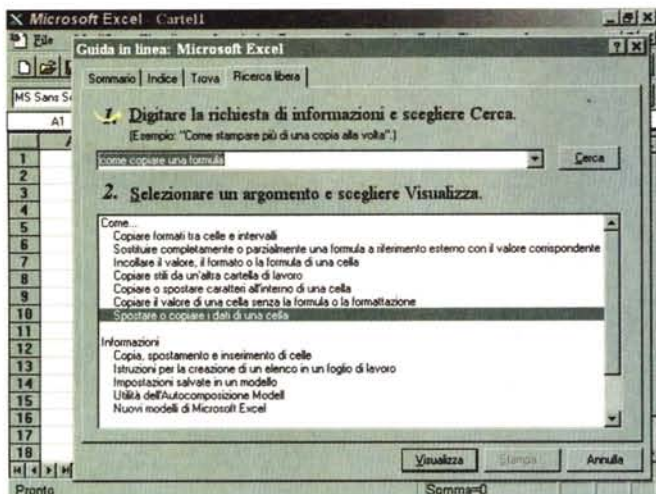 Microsoft Excel Cartel1
File
Guida in linea: Microsoft Excel
Sommario Indice Trova Ricerca libera
MS Sans
A1
1. Digitare la richiesta di informazioni e scegliere Cerca.
(Esempio: "Come stampare più di una copia alla volta".)
come copiare una formula
Cerca
2. Selezionare un argomento e scegliere Visualizza.
Come...
Copiare formati tra celle e intervalli
Sostituire completamente o parzialmente una formula a riferimento esterno con il valore corrispondente
Incollare il valore, il formato o la formula di una cella
Copiare stili da un'altra cartella di lavoro
Copiare o spostare caratteri all'interno di una cella
Copiare il valore di una cella senza la formula o la formattazione
Spostare o copiare i dati di una cella
Informazioni
Copia, spostamento e inserimento di celle
Istruzioni per la creazione di un elenco in un foglio di lavoro
Impostazioni salvate in un modello
Utilità dell'Autocomposizione Modell
Nuovi modelli di Microsoft Excel
1
2
3
4
5
6
7
8
9
10
11
12
13
14
15
16
17
18
Visualizza Stampa... Annulla
Pronto Somma=0